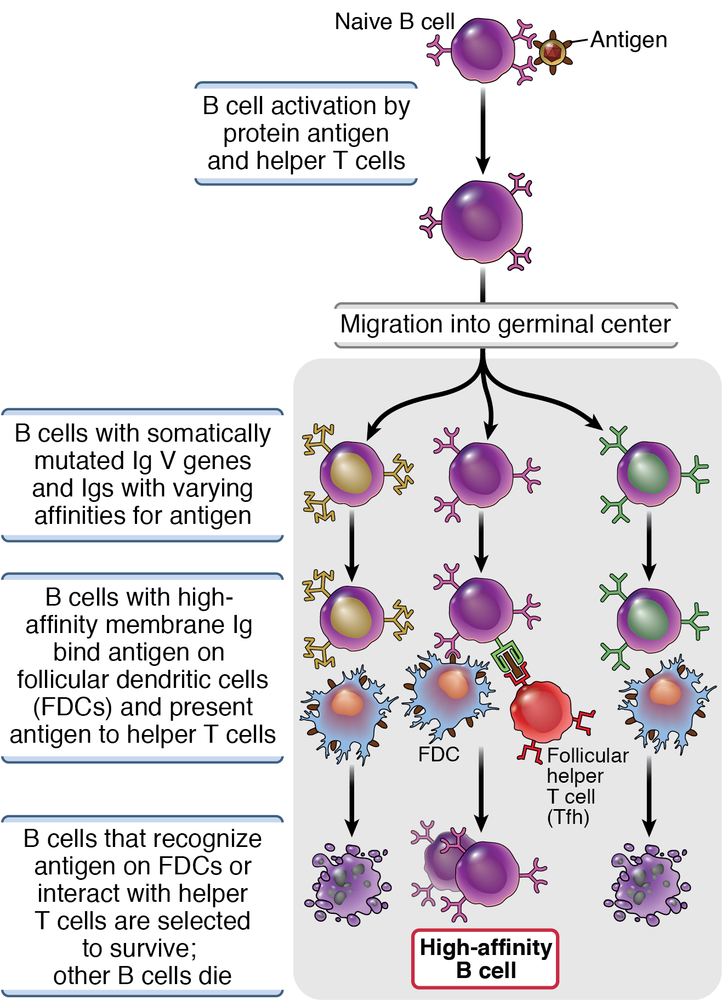 Naive B cell
Antigen
B cell activation by
protein antigen
and helper T cells
Migration into germinal center
B cells with somatically
mutated Ig V genes
and Igs with varying
affinities for antigen
B cells with high-
affinity membrane Ig
bind antigen on
follicular dendritic cells
(FDCs) and present
antigen to helper T cells
FDC
Follicular
helper
T cell
(Tfh)
B cells that recognize
antigen on FDCs or
interact with helper
T cells are selected
to survive;
other B cells die
High-affinity
B cell